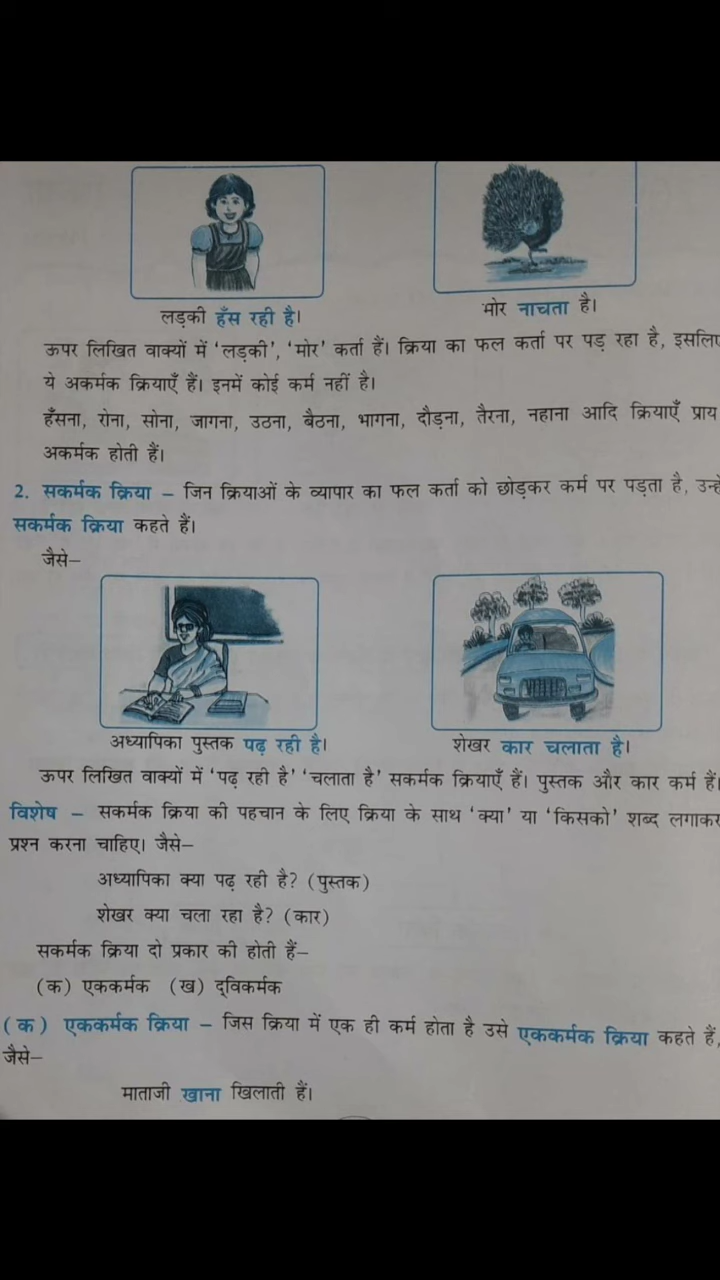 लड़की हँस रही है।
मोर नाचता है।
ऊपर लिखित वाक्यों में ‘लड़की’, ‘मोर’ कर्ता हैं। क्रिया का फल कर्ता पर पड़ रहा है, इसलिए
ये अकर्मक क्रियाएँ हैं। इनमें कोई कर्म नहीं है।
हँसना, रोना, सोना, जागना, उठना, बैठना, भागना, दौड़ना, तैरना, नहाना आदि क्रियाएँ प्राय
अकर्मक होती हैं।
2. सकर्मक क्रिया – जिन क्रियाओं के व्यापार का फल कर्ता को छोड़कर कर्म पर पड़ता है, उन्हें
सकर्मक क्रिया कहते हैं।
जैसे–
अध्यापिका पुस्तक पढ़ रही है।
शेखर कार चलाता है।
ऊपर लिखित वाक्यों में ‘पढ़ रही है’ ‘चलाता है’ सकर्मक क्रियाएँ हैं। पुस्तक और कार कर्म हैं।
विशेष – सकर्मक क्रिया की पहचान के लिए क्रिया के साथ ‘क्या’ या ‘किसको’ शब्द लगाकर
प्रश्न करना चाहिए। जैसे–
अध्यापिका क्या पढ़ रही है? (पुस्तक)
शेखर क्या चला रहा है? (कार)
सकर्मक क्रिया दो प्रकार की होती हैं–
(क) एककर्मक (ख) द्विकर्मक
(क) एककर्मक क्रिया – जिस क्रिया में एक ही कर्म होता है उसे एककर्मक क्रिया कहते हैं,
जैसे–
माताजी खाना खिलाती हैं।